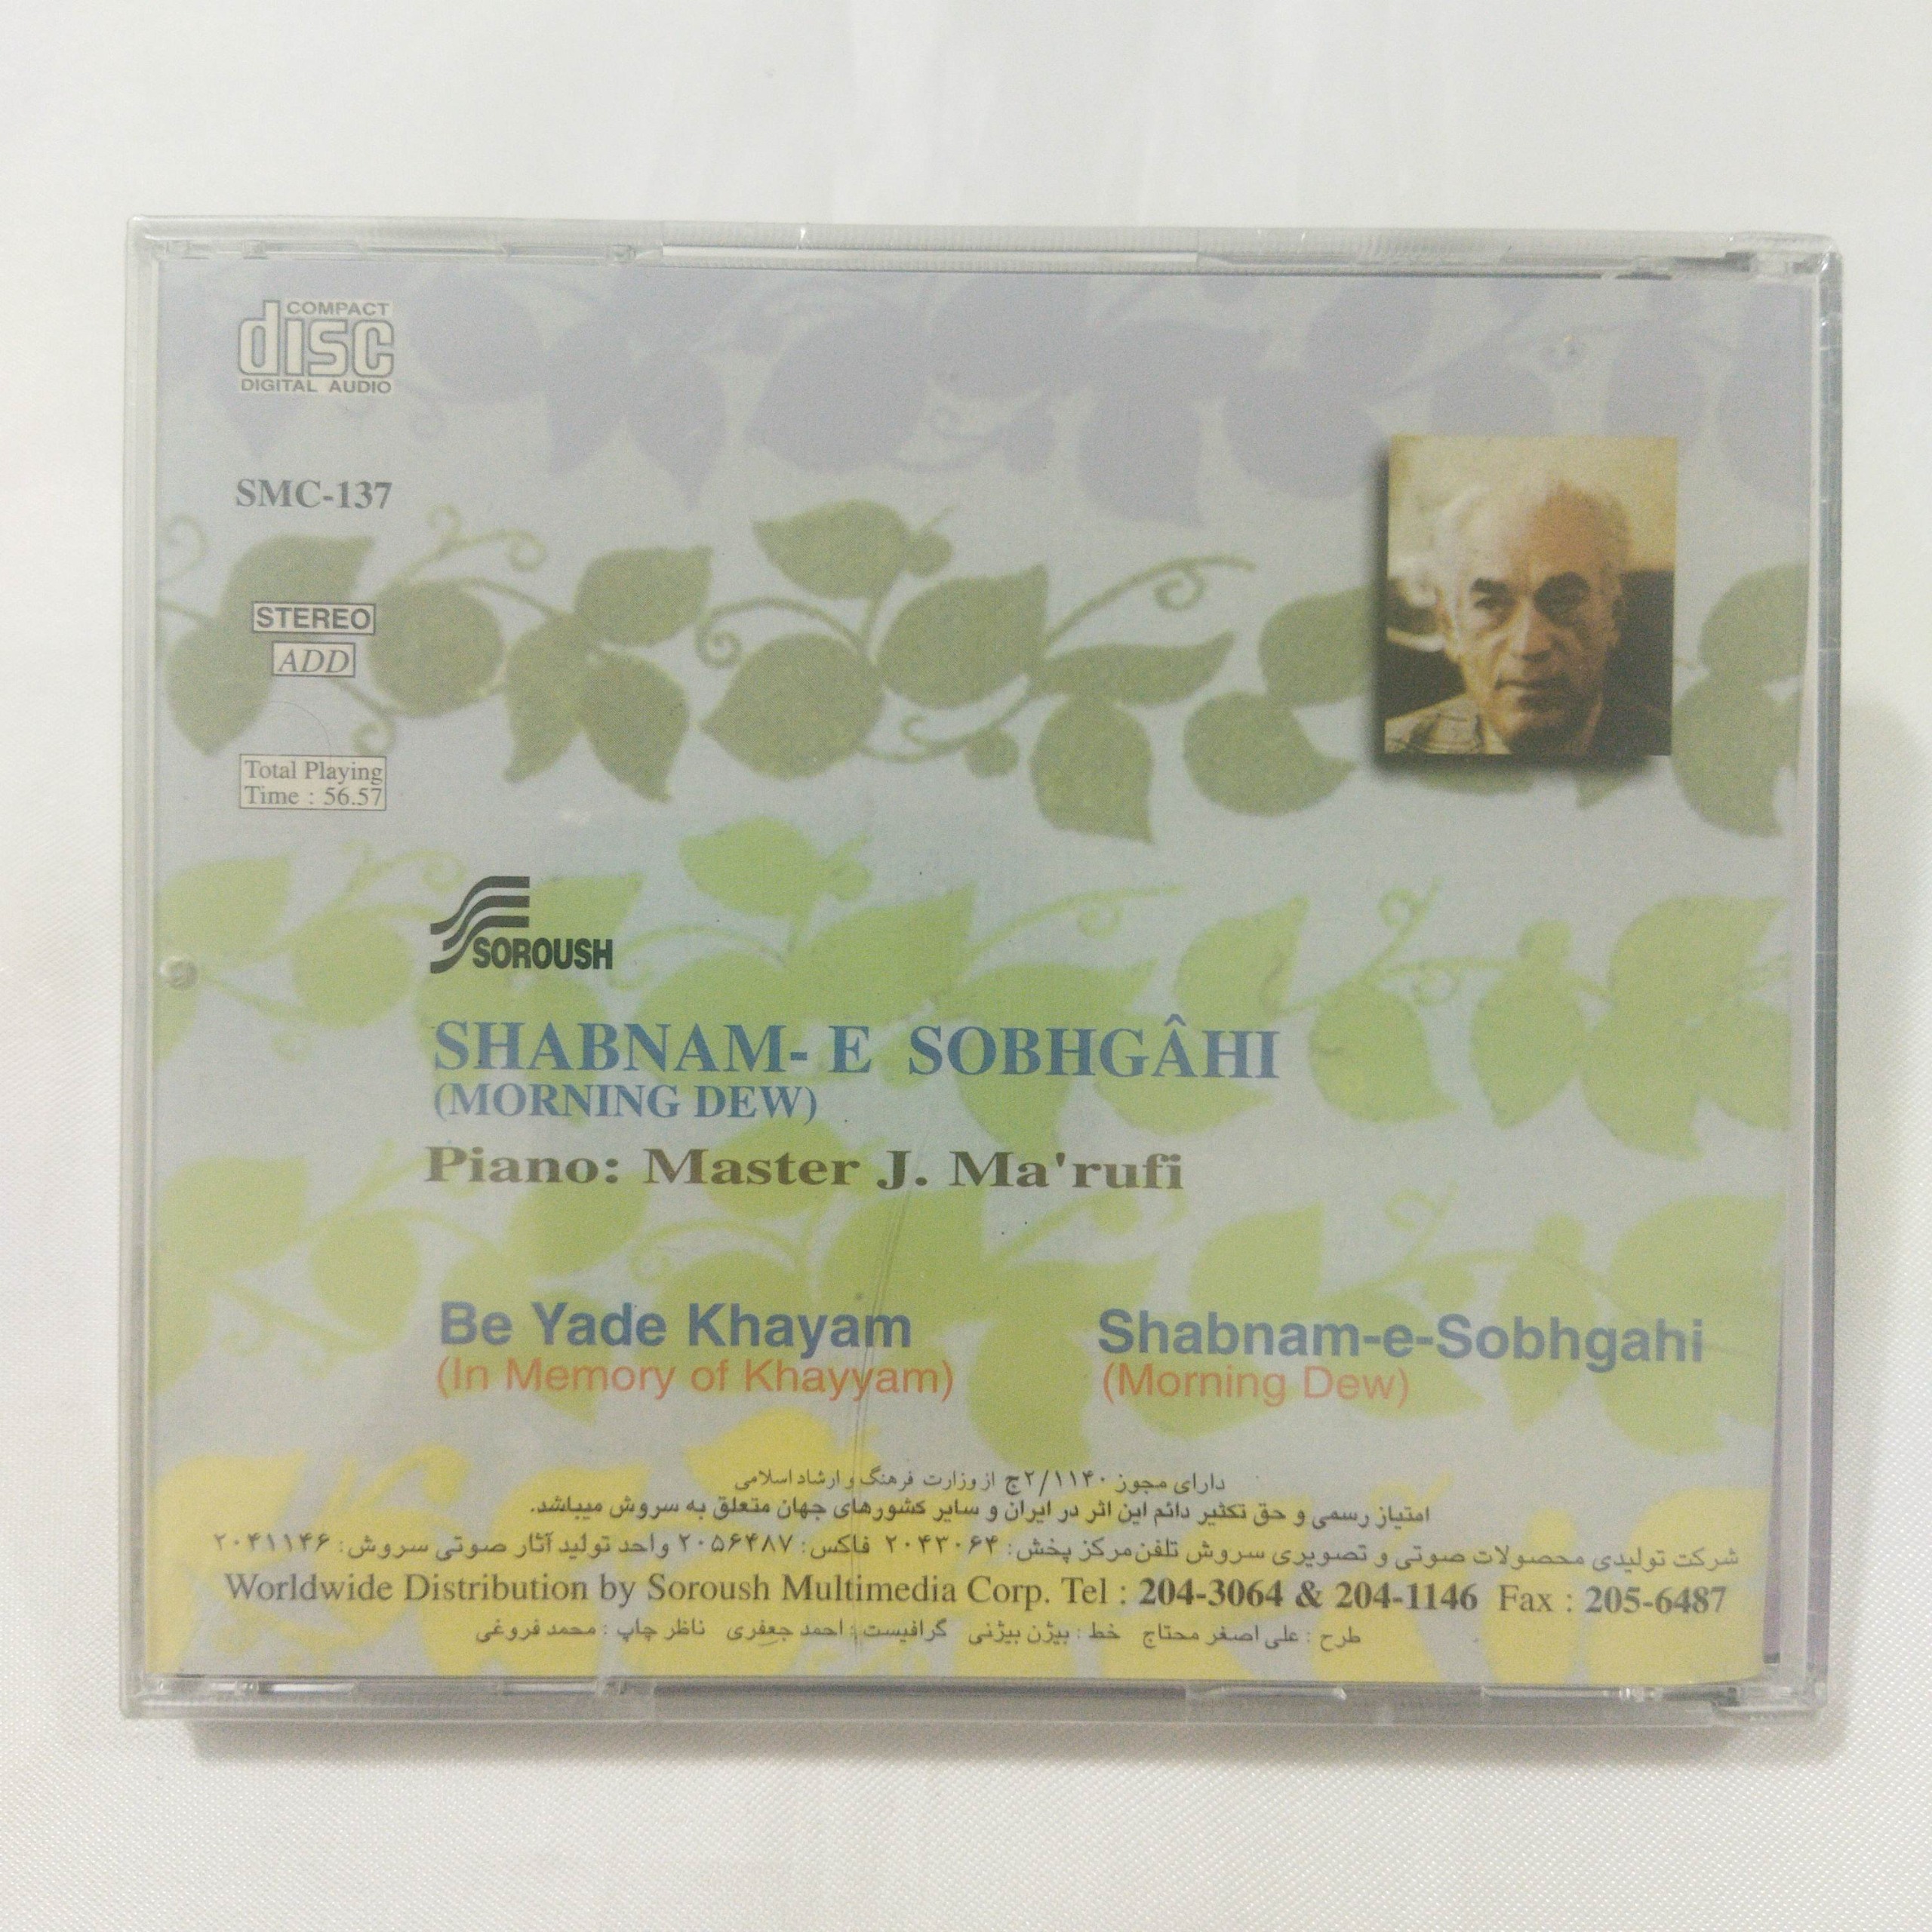 COMPACT
disc
DIGITAL AUDIO
SMC-137
STEREO
ADD
Total Playing
Time : 56.57
SOROUSH
SHABNAM- E SOBHGÂHI
(MORNING DEW)
Piano: Master J. Ma'rufi
Be Yade Khayam
(In Memory of Khayyam)
Shabnam-e-Sobhgahi
(Morning Dew)
دارای مجوز ۲/۱۱۴۰ج از وزارت فرهنگ و ارشاد اسلامی
امتیاز رسمی و حق تکثیر دائم این اثر در ایران و سایر کشورهای جهان متعلق به سروش میباشد.
شرکت تولیدی محصولات صوتی و تصویری سروش تلفن مرکز پخش: ۲۰۴۳۰۶۴ فاکس: ۲۰۵۶۴۸۷ واحد تولید آثار صوتی سروش: ۲۰۴۱۱۴۶
Worldwide Distribution by Soroush Multimedia Corp. Tel : 204-3064 & 204-1146 Fax : 205-6487
طرح : علی اصغر محتاج خط : بیژن بیژنی گرافیست : احمد جعفری ناظر چاپ : محمد فروغی